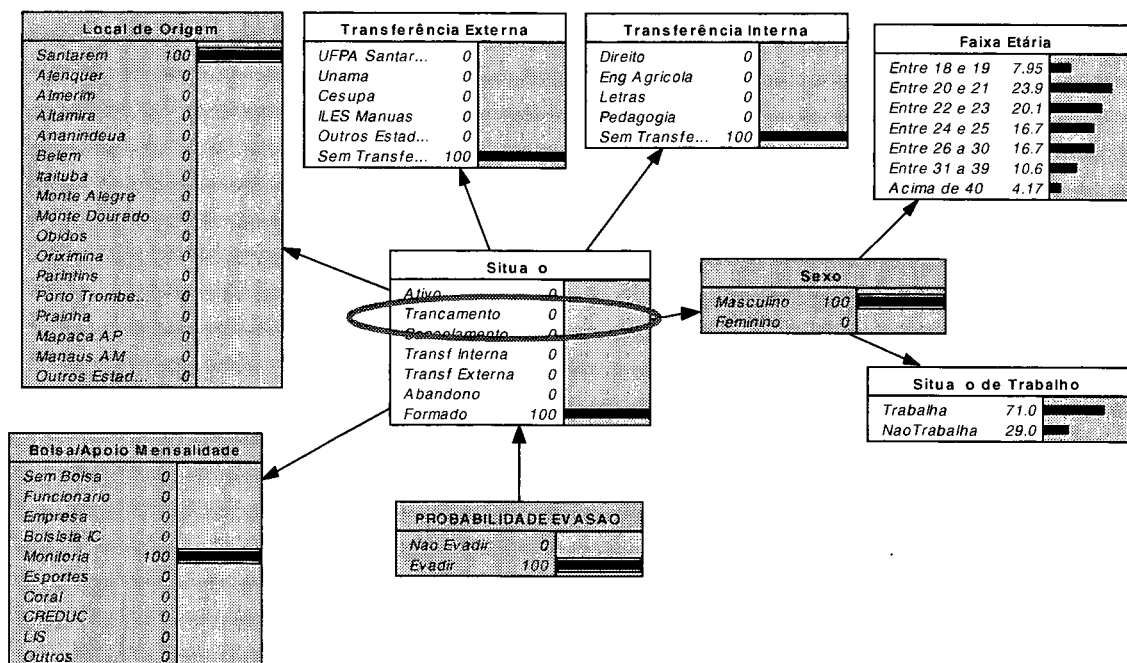 Local de Origem
Santarem 100
Alenquer 0
Almerim 0
Altamira 0
Ananindeua 0
Belem 0
Itaituba 0
Monte Alegre 0
Monte Dourado 0
Obidos 0
Oriximina 0
Parintins 0
Porto Trombe... 0
Prainha 0
Mapaca AP 0
Manaus AM 0
Outros Estad... 0
Transferência Externa
UFPA Santar... 0
Unama 0
Cesupa 0
ILES Manuas 0
Outros Estad... 0
Sem Transfe... 100
Transferência Interna
Direito 0
Eng Agricola 0
Letras 0
Pedagogia 0
Sem Transfe... 100
Faixa Etária
Entre 18 e 19 7.95
Entre 20 e 21 23.9
Entre 22 e 23 20.1
Entre 24 e 25 16.7
Entre 26 a 30 16.7
Entre 31 a 39 10.6
Acima de 40 4.17
Situa o
Ativo 0
Trancamento 0
Cancelamento 0
Transf Interna 0
Transf Externa 0
Abandono 0
Formado 100
Sexo
Masculino 100
Feminino 0
Situa o de Trabalho
Trabalha 71.0
NaoTrabalha 29.0
Bolsa/Apoio Mensalidade
Sem Bolsa 0
Funcionario 0
Empresa 0
Bolsista IC 0
Monitoria 100
Esportes 0
Coral 0
CREDUC 0
LIS 0
Outros 0
PROBABILIDADE EVASAO
Nao Evadir 0
Evadir 100